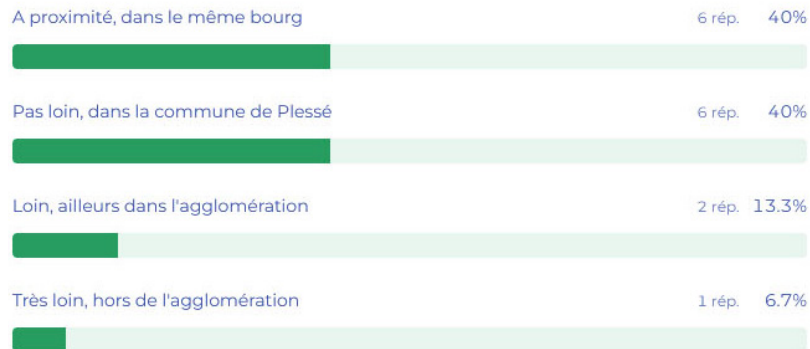 A proximité, dans le même bourg 6 rép. 40%
Pas loin, dans la commune de Plessé 6 rép. 40%
Loin, ailleurs dans l'agglomération 2 rép. 13.3%
Très loin, hors de l'agglomération 1 rép. 6.7%